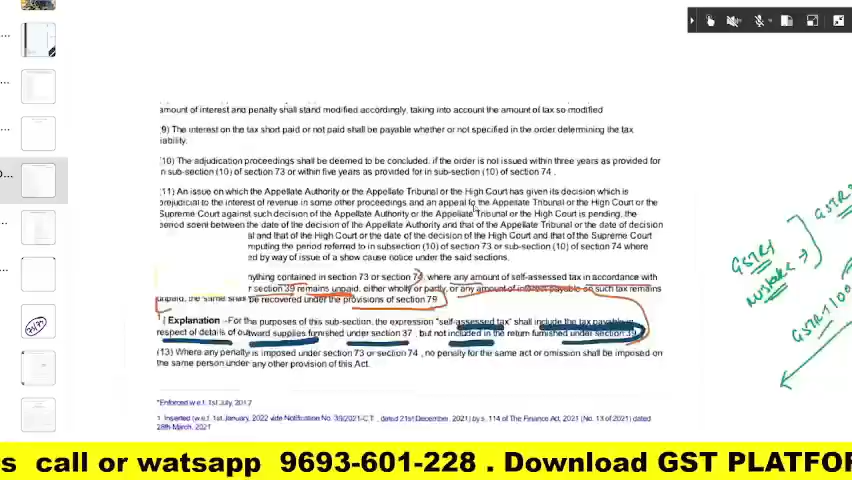 amount of interest and penalty shall stand modified accordingly, taking into account the amount of tax so modified
(9) The interest on the tax short paid or not paid shall be payable whether or not specified in the order determining the tax
liability.
(10) The adjudication proceedings shall be deemed to be concluded, if the order is not issued within three years as provided for
in sub-section (10) of section 73 or within five years as provided for in sub-section (10) of section 74 .
(11) An issue on which the Appellate Authority or the Appellate Tribunal or the High Court has given its decision which is
prejudicial to the interest of revenue in some other proceedings and an appeal to the Appellate Tribunal or the High Court or the
Supreme Court against such decision of the Appellate Authority or the Appellate Tribunal or the High Court is pending, the
period spent between the date of the decision of the Appellate Authority and that of the Appellate Tribunal or the date of decision
al and that of the High Court or the date of the decision of the High Court and that of the Supreme Court
mputing the period referred to in subsection (10) of section 73 or sub-section (10) of section 74 where
ed by way of issue of a show cause notice under the said sections.
nything contained in section 73 or section 74, where any amount of self-assessed tax in accordance with
r section 39 remains unpaid, either wholly or partly, or any amount of interest payable on such tax remains
unpaid, the same shall be recovered under the provisions of section 79
[ Explanation -For the purposes of this sub-section, the expression "self-assessed tax" shall include the tax payable in
respect of details of outward supplies furnished under section 37, but not included in the return furnished under section 39
(13) Where any penalty is imposed under section 73 or section 74 , no penalty for the same act or omission shall be imposed on
the same person under any other provision of this Act.
*Enforced w.e.f. 1st July, 2017
1 Inserted (w.e.f. 1st January, 2022 vide Notification No. 39/2021-C.T., dated 21st December, 2021) by s. 114 of The Finance Act, 2021 (No. 13 of 2021) dated
28th March, 2021
GSTR1
mistake →
GSTR
GSTR1 100
s call or watsapp 9693-601-228 . Download GST PLATFO